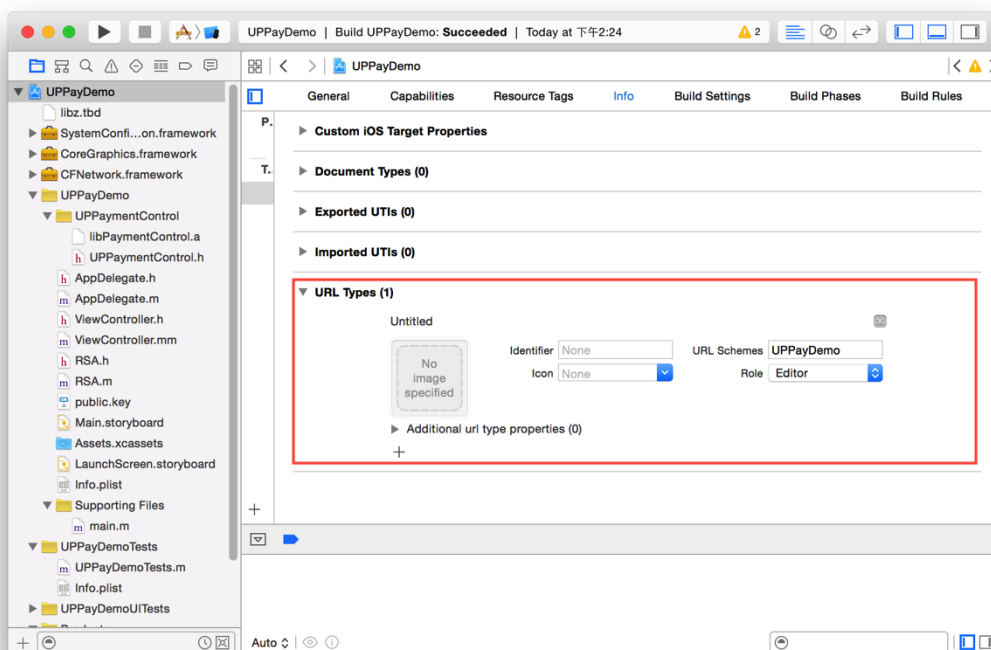 UPPayDemo | Build UPPayDemo: Succeeded | Today at 下午2:24 2
UPPayDemo
UPPayDemo
libz.tbd
SystemConfi...on.framework
CoreGraphics.framework
CFNetwork.framework
UPPayDemo
UPPaymentControl
libPaymentControl.a
h UPPaymentControl.h
h AppDelegate.h
m AppDelegate.m
h ViewController.h
m ViewController.mm
h RSA.h
m RSA.m
public.key
Main.storyboard
Assets.xcassets
LaunchScreen.storyboard
Info.plist
Supporting Files
m main.m
UPPayDemoTests
m UPPayDemoTests.m
Info.plist
UPPayDemoUITests
General Capabilities Resource Tags Info Build Settings Build Phases Build Rules
P.
T..
Custom iOS Target Properties
Document Types (0)
Exported UTIs (0)
Imported UTIs (0)
URL Types (1)
Untitled
No
image
specified
Identifier None URL Schemes UPPayDemo
Icon None Role Editor
Additional url type properties (0)
Auto